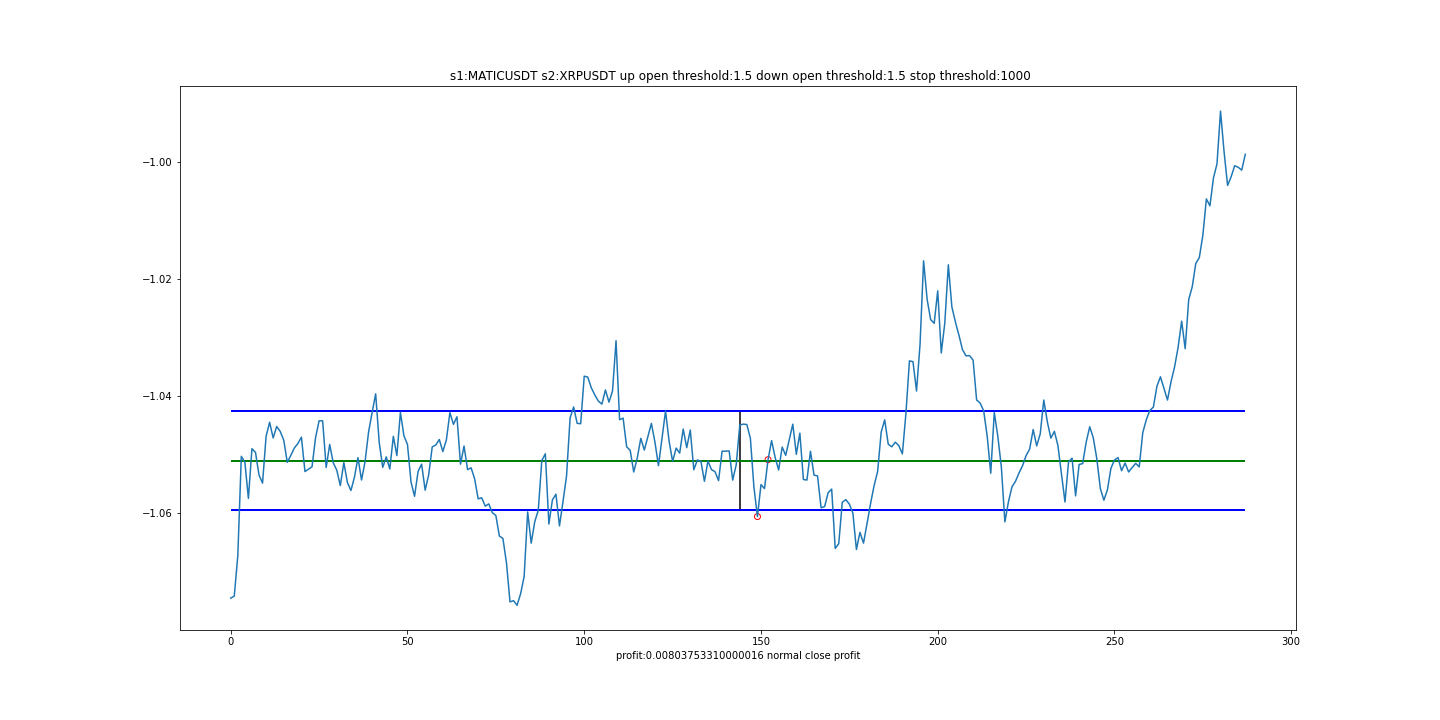 s1:MATICUSDT s2:XRPUSDT up open threshold:1.5 down open threshold:1.5 stop threshold:1000
−1.00
−1.02
−1.04
−1.06
0 50 100 150 200 250 300
profit:0.00803753310000016 normal close profit